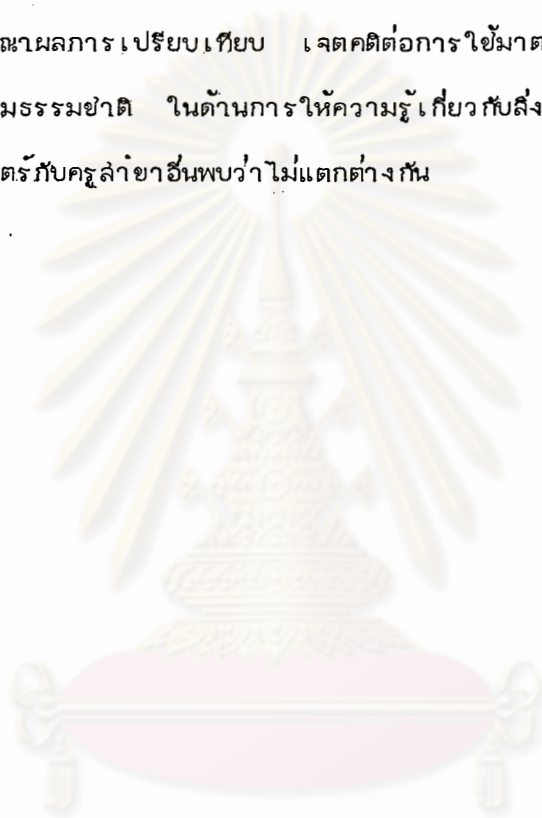 ณาผลการเปรียบเทียบ เจตคติต่อการใช้มาต
มธรรมชาติ ในด้านการให้ความรู้เกี่ยวกับสิ่ง
ตร์กับครูสาขาอื่นพบว่าไม่แตกต่างกัน